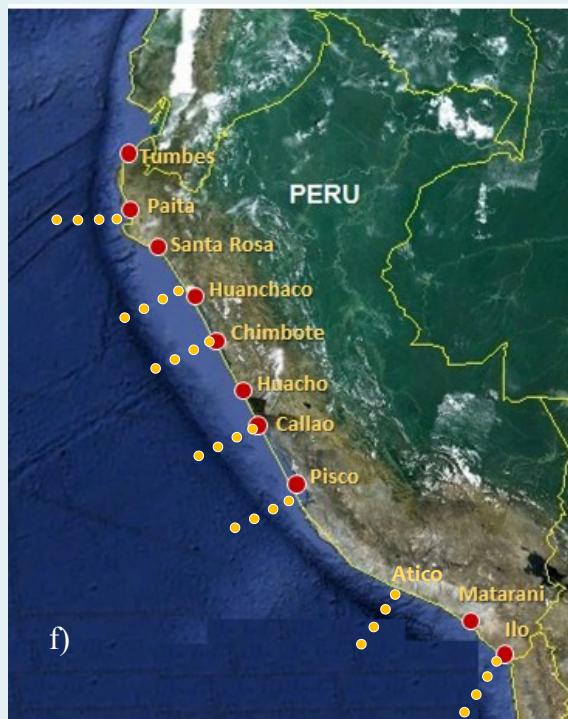 Tumbes
PERU
Paita
Santa Rosa
Huanchaco
Chimbote
Huacho
Callao
Pisco
Atico
Matarani
Ilo
f)